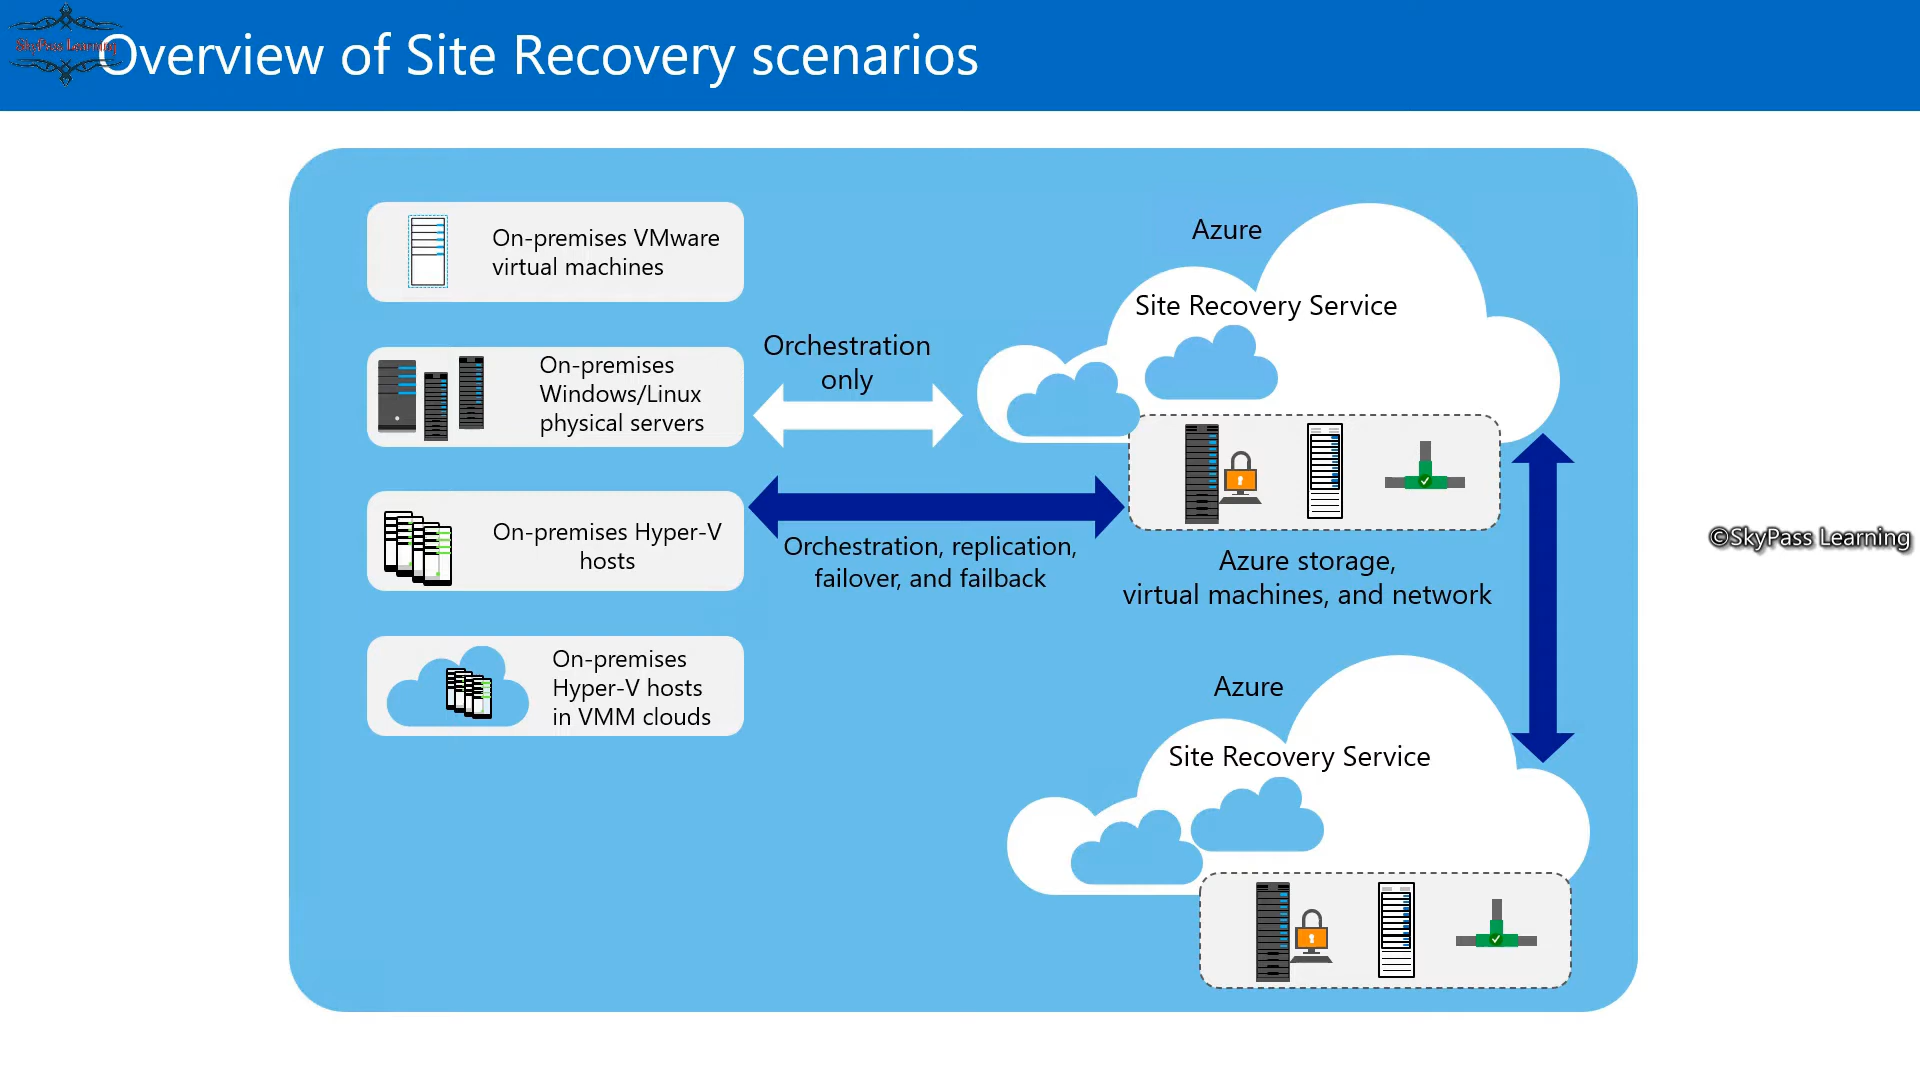 SkyPass Learning
Overview of Site Recovery scenarios
On-premises VMware
virtual machines
On-premises
Windows/Linux
physical servers
On-premises Hyper-V
hosts
On-premises
Hyper-V hosts
in VMM clouds
Orchestration
only
Orchestration, replication,
failover, and failback
Azure
Site Recovery Service
Azure storage,
virtual machines, and network
Azure
Site Recovery Service
©SkyPass Learning